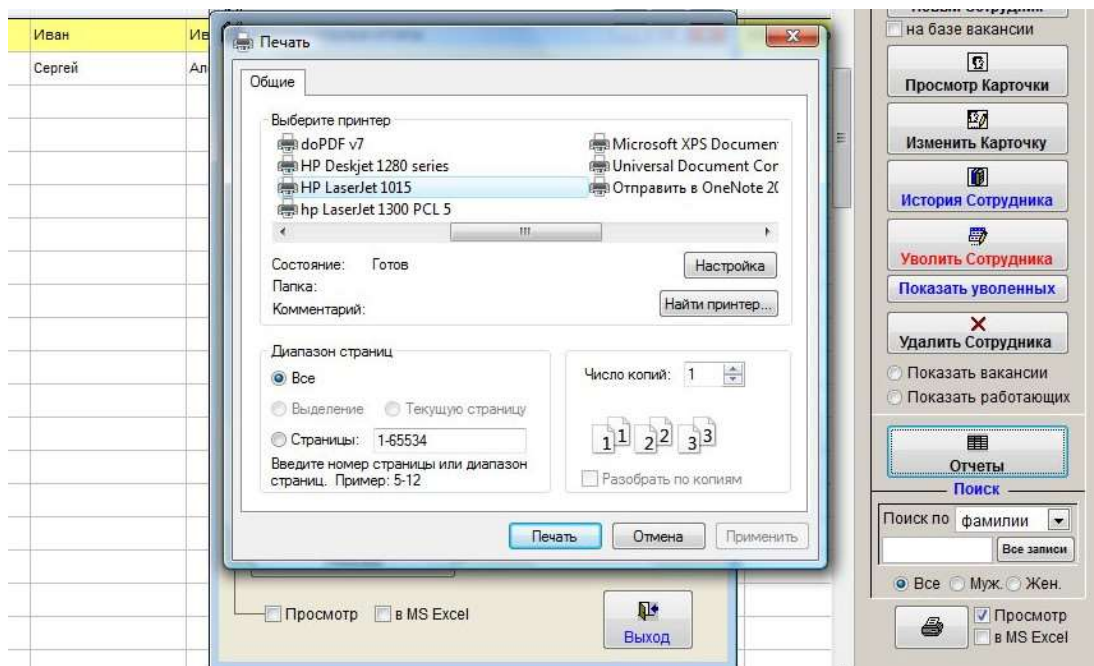 Иван
Сергей
Печать
Общие
Выберите принтер
doPDF v7
HP Deskjet 1280 series
HP LaserJet 1015
hp LaserJet 1300 PCL 5
Microsoft XPS Documen
Universal Document Cor
Отправить в OneNote
Состояние: Готов
Папка:
Комментарий:
Настройка
Найти принтер...
Диапазон страниц
Все
Выделение Текущую страницу
Страницы: 1-65534
Введите номер страницы или диапазон
страниц. Пример: 5-12
Число копий: 1
1 1 2 2 3 3
Разобрать по копиям
Печать Отмена Применить
Просмотр в MS Excel
Выход
на базе вакансии
Просмотр Карточки
Изменить Карточку
История Сотрудника
Уволить Сотрудника
Показать уволенных
Удалить Сотрудника
Показать вакансии
Показать работающих
Отчеты
Поиск
Поиск по фамилии
Все записи
Все Муж. Жен.
Просмотр
в MS Excel